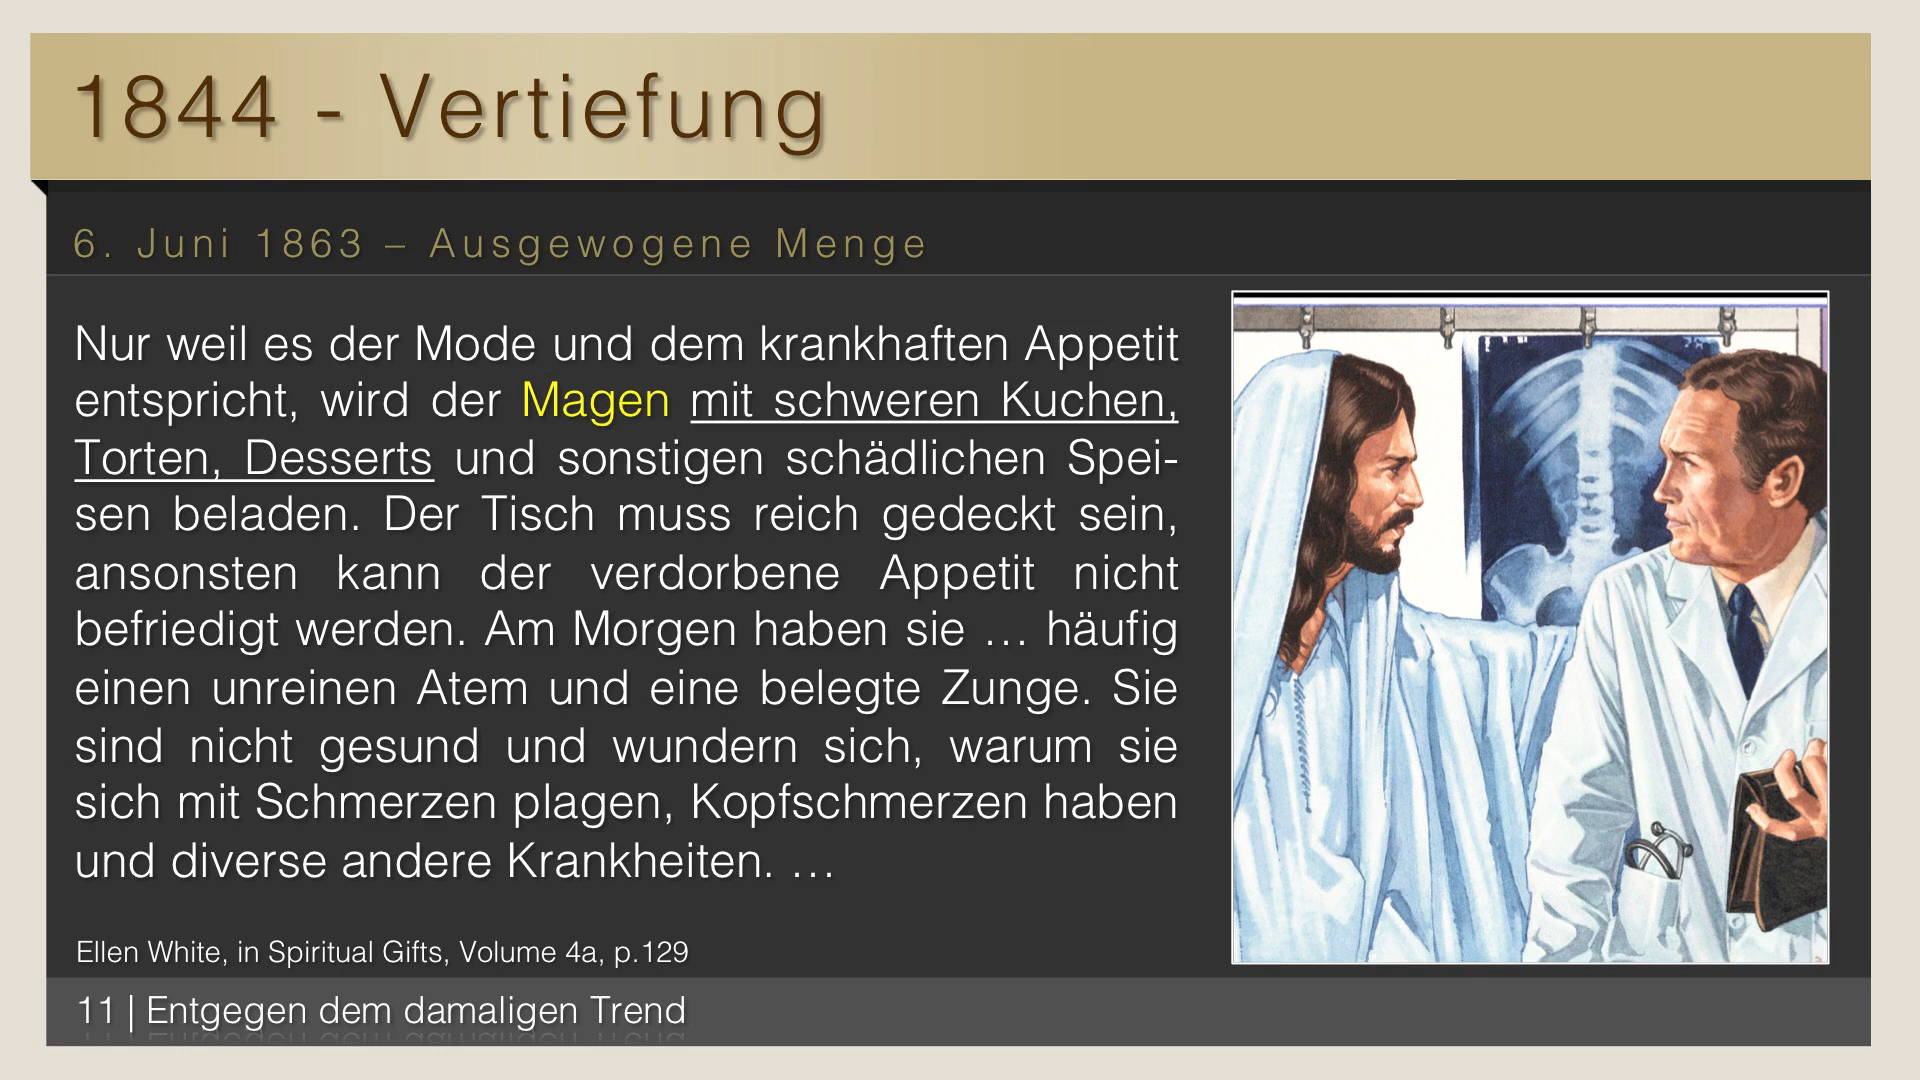 1844 - Vertiefung
6. Juni 1863 – Ausgewogene Menge
Nur weil es der Mode und dem krankhaften Appetit
entspricht, wird der Magen mit schweren Kuchen,
Torten, Desserts und sonstigen schädlichen Spei-
sen beladen. Der Tisch muss reich gedeckt sein,
ansonsten kann der verdorbene Appetit nicht
befriedigt werden. Am Morgen haben sie … häufig
einen unreinen Atem und eine belegte Zunge. Sie
sind nicht gesund und wundern sich, warum sie
sich mit Schmerzen plagen, Kopfschmerzen haben
und diverse andere Krankheiten. …
Ellen White, in Spiritual Gifts, Volume 4a, p.129
11 | Entgegen dem damaligen Trend